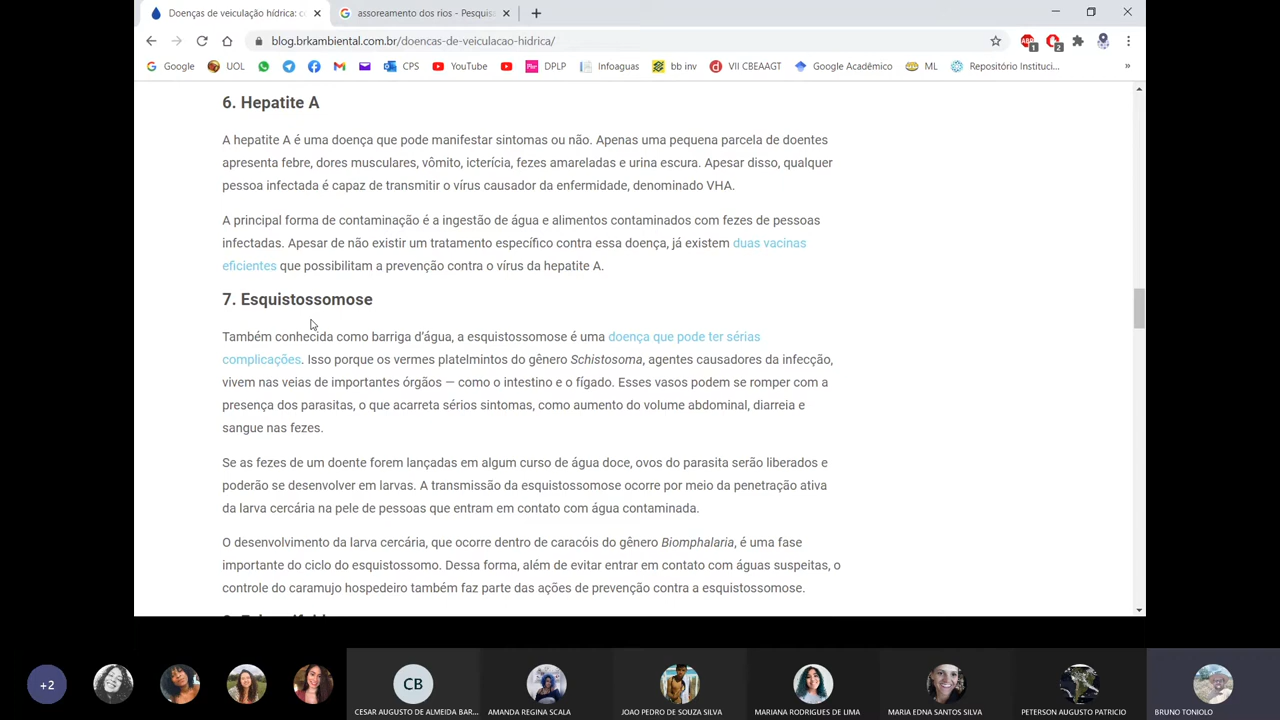 Doenças de veiculação hídrica: c
assoreamento dos rios - Pesquisa
blog.brkambiental.com.br/doencas-de-veiculacao-hidrica/
ABP
1
2
Google
UOL
CPS
YouTube
DPLP
Infoaguas
bb inv
VII CBEAAGT
Google Acadêmico
ML
Repositório Instituci...
»
6. Hepatite A
A hepatite A é uma doença que pode manifestar sintomas ou não. Apenas uma pequena parcela de doentes
apresenta febre, dores musculares, vômito, icterícia, fezes amareladas e urina escura. Apesar disso, qualquer
pessoa infectada é capaz de transmitir o vírus causador da enfermidade, denominado VHA.
A principal forma de contaminação é a ingestão de água e alimentos contaminados com fezes de pessoas
infectadas. Apesar de não existir um tratamento específico contra essa doença, já existem duas vacinas
eficientes que possibilitam a prevenção contra o vírus da hepatite A.
7. Esquistossomose
Também conhecida como barriga d'água, a esquistossomose é uma doença que pode ter sérias
complicações. Isso porque os vermes platelmintos do gênero Schistosoma, agentes causadores da infecção,
vivem nas veias de importantes órgãos — como o intestino e o fígado. Esses vasos podem se romper com a
presença dos parasitas, o que acarreta sérios sintomas, como aumento do volume abdominal, diarreia e
sangue nas fezes.
Se as fezes de um doente forem lançadas em algum curso de água doce, ovos do parasita serão liberados e
poderão se desenvolver em larvas. A transmissão da esquistossomose ocorre por meio da penetração ativa
da larva cercária na pele de pessoas que entram em contato com água contaminada.
O desenvolvimento da larva cercária, que ocorre dentro de caracóis do gênero Biomphalaria, é uma fase
importante do ciclo do esquistossomo. Dessa forma, além de evitar entrar em contato com águas suspeitas, o
controle do caramujo hospedeiro também faz parte das ações de prevenção contra a esquistossomose.
+2
CB
CESAR AUGUSTO DE ALMEIDA BAR...
AMANDA REGINA SCALA
JOAO PEDRO DE SOUZA SILVA
MARIANA RODRIGUES DE LIMA
MARIA EDNA SANTOS SILVA
PETERSON AUGUSTO PATRICIO
BRUNO TONIOLO